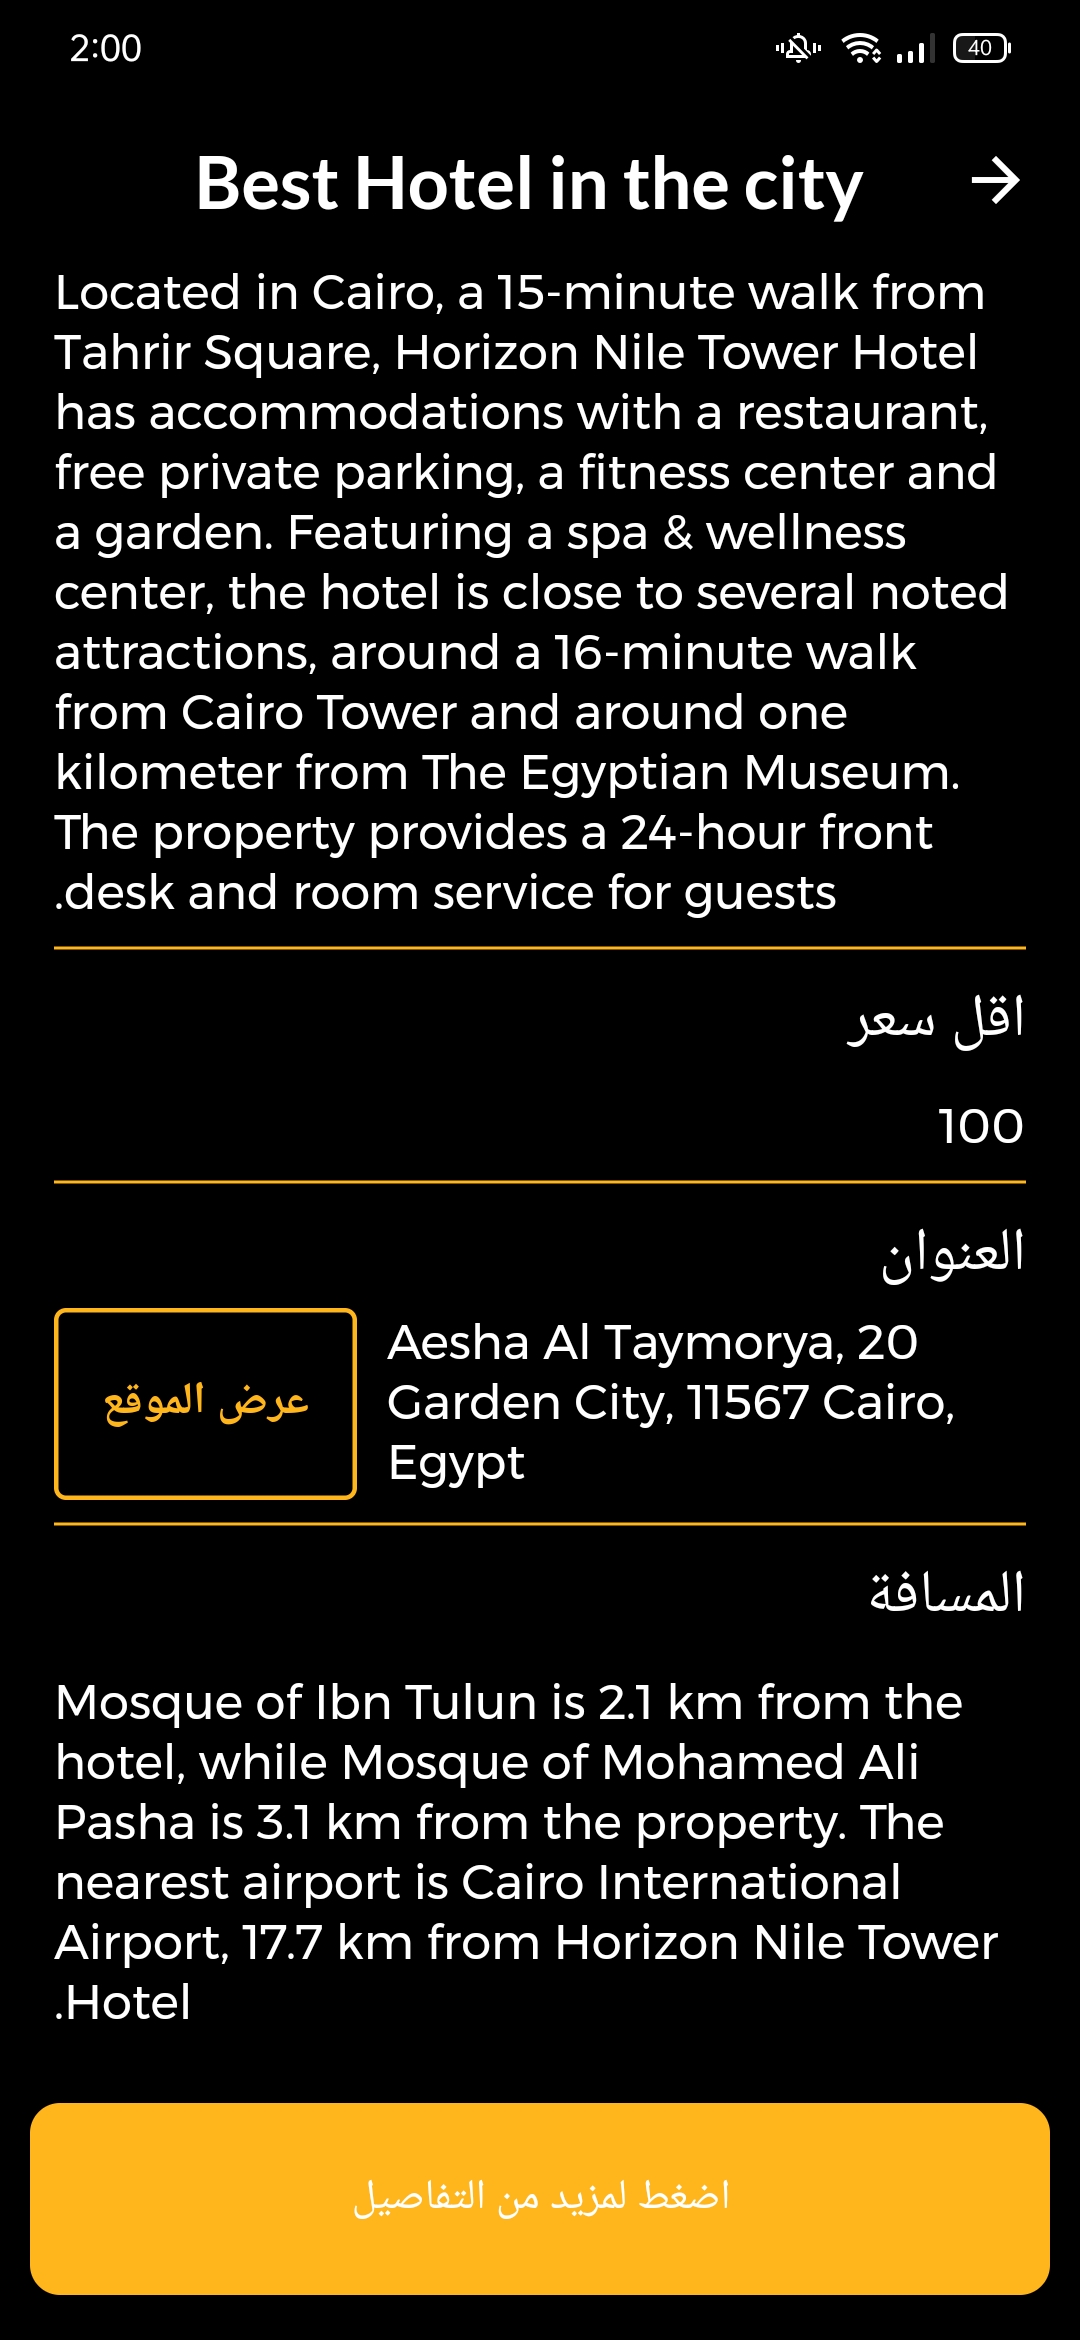 2:00
40
Best Hotel in the city
Located in Cairo, a 15-minute walk from
Tahrir Square, Horizon Nile Tower Hotel
has accommodations with a restaurant,
free private parking, a fitness center and
a garden. Featuring a spa & wellness
center, the hotel is close to several noted
attractions, around a 16-minute walk
from Cairo Tower and around one
kilometer from The Egyptian Museum.
The property provides a 24-hour front
.desk and room service for guests
اقل سعر
100
العنوان
Aesha Al Taymorya, 20
Garden City, 11567 Cairo,
Egypt
عرض الموقع
المسافة
Mosque of Ibn Tulun is 2.1 km from the
hotel, while Mosque of Mohamed Ali
Pasha is 3.1 km from the property. The
nearest airport is Cairo International
Airport, 17.7 km from Horizon Nile Tower
.Hotel
اضغط لمزيد من التفاصيل